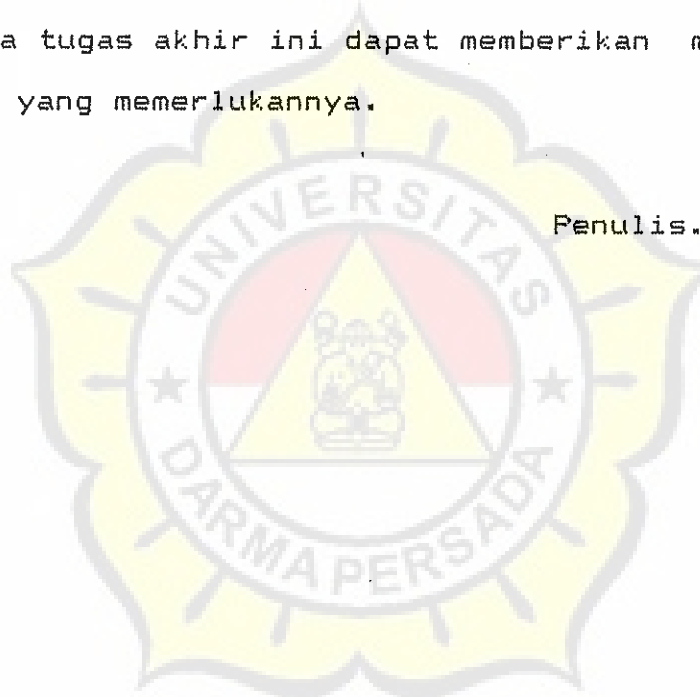 a tugas akhir ini dapat memberikan m
yang memerlukannya.
Penulis.
UNIVERSITAS
DARMA PERSADA